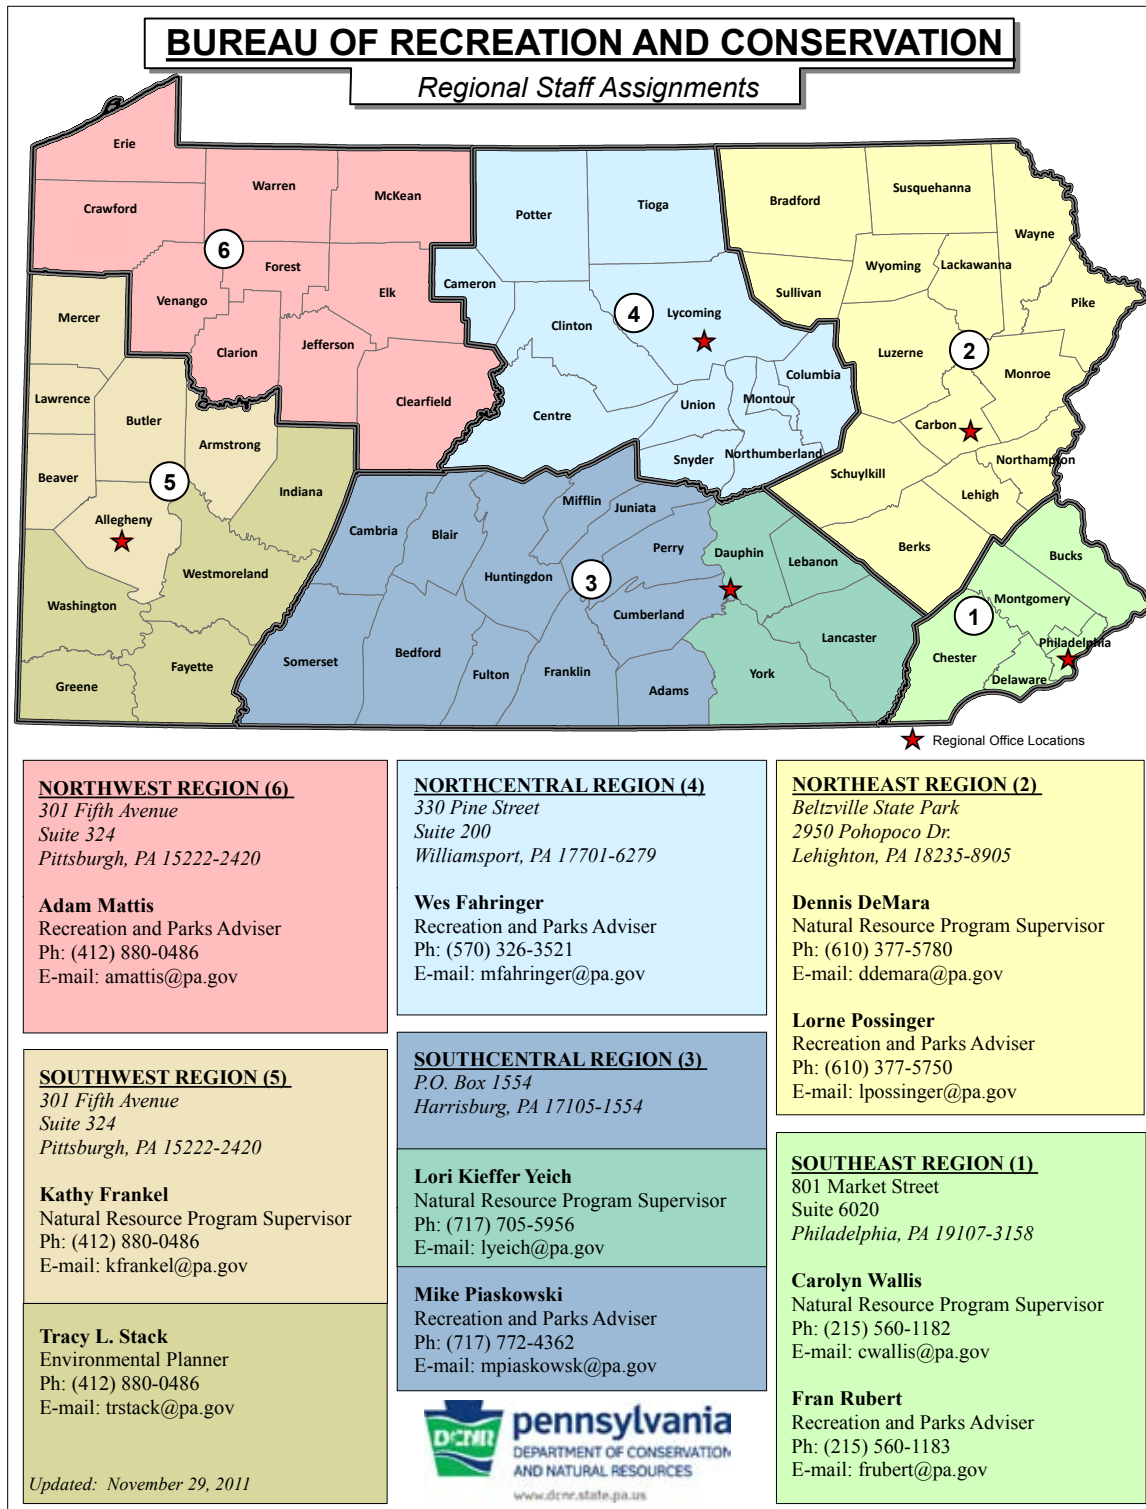 BUREAU OF RECREATION AND CONSERVATION
Regional Staff Assignments
Erie
Warren
McKean
Crawford
6
Forest
Venango
Elk
Clarion
Jefferson
Clearfield
Potter
Tioga
Cameron
Clinton
4
Lycoming
Centre
Union
Montour
Columbia
Snyder
Northumberland
Bradford
Susquehanna
Wayne
Wyoming
Lackawanna
Sullivan
Pike
Luzerne
2
Monroe
Carbon
Northampton
Schuylkill
Lehigh
Berks
Mercer
Lawrence
Butler
Armstrong
Beaver
5
Indiana
Allegheny
Westmoreland
Washington
Fayette
Greene
Cambria
Blair
Mifflin
Juniata
Perry
Huntingdon
3
Cumberland
Somerset
Bedford
Fulton
Franklin
Adams
Dauphin
Lebanon
Lancaster
York
Bucks
Montgomery
1
Philadelphia
Chester
Delaware
Regional Office Locations
NORTHWEST REGION (6)
301 Fifth Avenue
Suite 324
Pittsburgh, PA 15222-2420
Adam Mattis
Recreation and Parks Adviser
Ph: (412) 880-0486
E-mail: amattis@pa.gov
SOUTHWEST REGION (5)
301 Fifth Avenue
Suite 324
Pittsburgh, PA 15222-2420
Kathy Frankel
Natural Resource Program Supervisor
Ph: (412) 880-0486
E-mail: kfrankel@pa.gov
Tracy L. Stack
Environmental Planner
Ph: (412) 880-0486
E-mail: trstack@pa.gov
Updated: November 29, 2011
NORTHCENTRAL REGION (4)
330 Pine Street
Suite 200
Williamsport, PA 17701-6279
Wes Fahringer
Recreation and Parks Adviser
Ph: (570) 326-3521
E-mail: mfahringer@pa.gov
SOUTHCENTRAL REGION (3)
P.O. Box 1554
Harrisburg, PA 17105-1554
Lori Kieffer Yeich
Natural Resource Program Supervisor
Ph: (717) 705-5956
E-mail: lyeich@pa.gov
Mike Piaskowski
Recreation and Parks Adviser
Ph: (717) 772-4362
E-mail: mpiaskowsk@pa.gov
DCNR
pennsylvania
DEPARTMENT OF CONSERVATION
AND NATURAL RESOURCES
www.dcnr.state.pa.us
NORTHEAST REGION (2)
Beltzville State Park
2950 Pohopoco Dr.
Lehighton, PA 18235-8905
Dennis DeMara
Natural Resource Program Supervisor
Ph: (610) 377-5780
E-mail: ddemara@pa.gov
Lorne Possinger
Recreation and Parks Adviser
Ph: (610) 377-5750
E-mail: lpossinger@pa.gov
SOUTHEAST REGION (1)
801 Market Street
Suite 6020
Philadelphia, PA 19107-3158
Carolyn Wallis
Natural Resource Program Supervisor
Ph: (215) 560-1182
E-mail: cwallis@pa.gov
Fran Rubert
Recreation and Parks Adviser
Ph: (215) 560-1183
E-mail: frubert@pa.gov